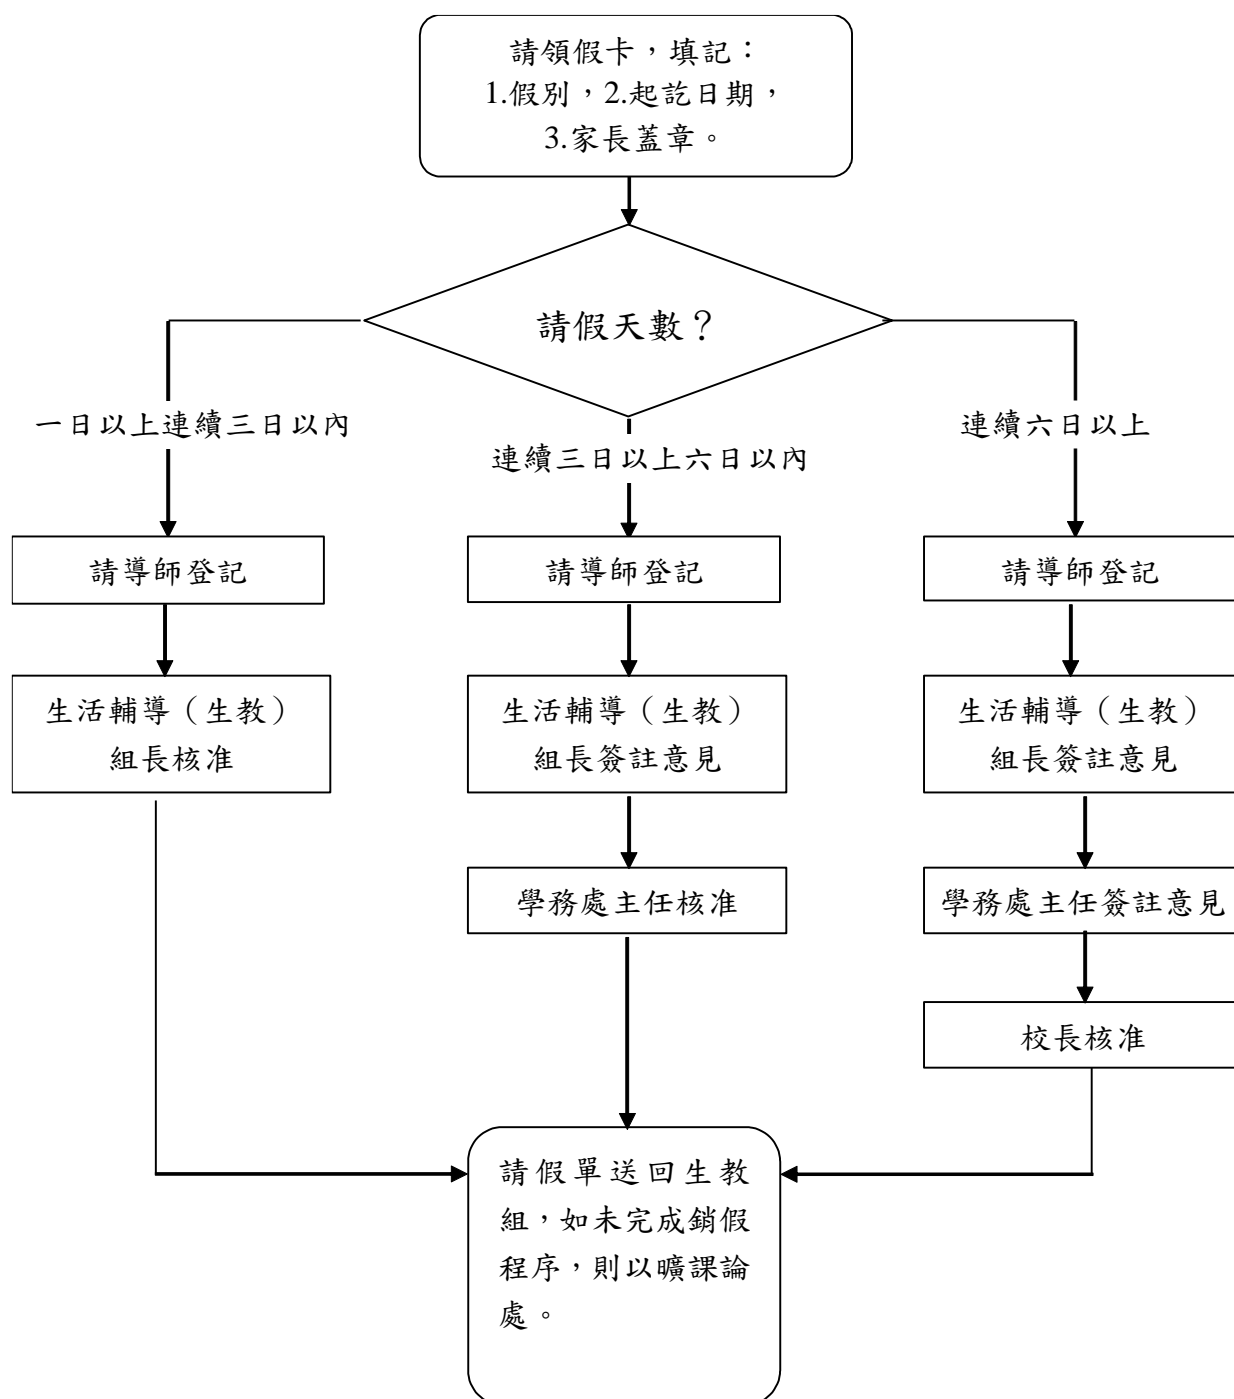 請領假卡，填記：
1.假別，2.起訖日期，
3.家長蓋章。
請假天數？
一日以上連續三日以內
連續三日以上六日以內
連續六日以上
請導師登記
請導師登記
請導師登記
生活輔導（生教）
組長核准
生活輔導（生教）
組長簽註意見
生活輔導（生教）
組長簽註意見
學務處主任核准
學務處主任簽註意見
校長核准
請假單送回生教
組，如未完成銷假
程序，則以曠課論
處。